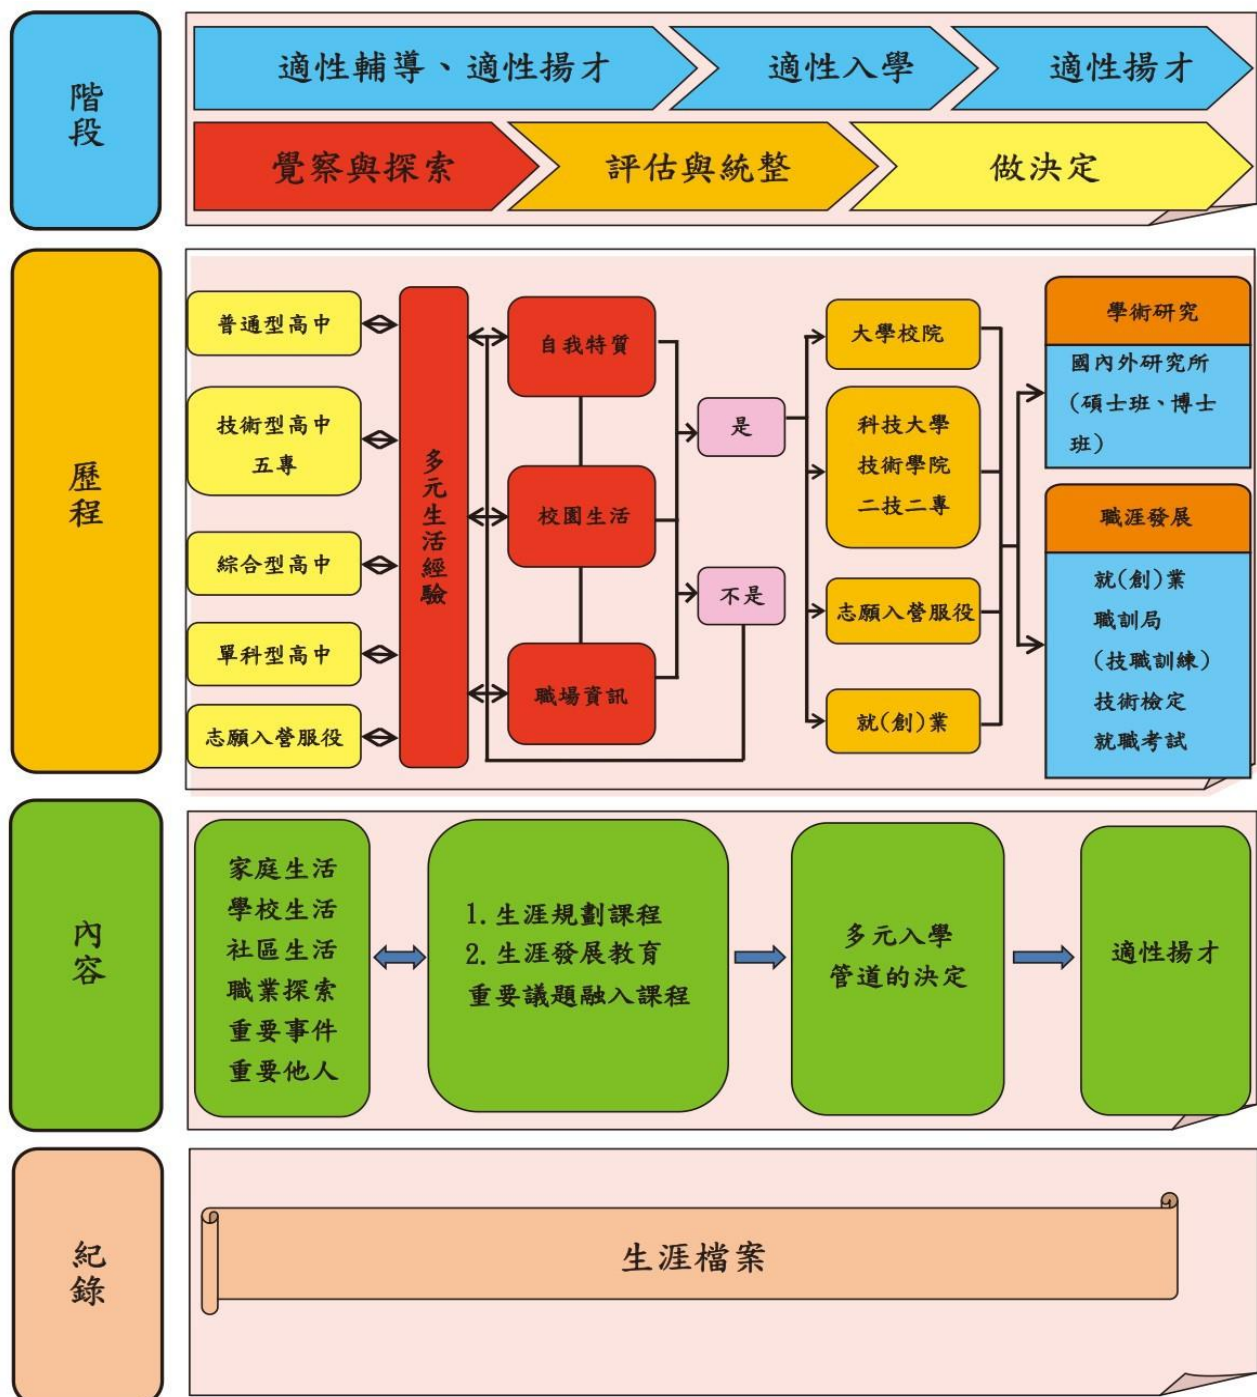 階段
適性輔導、適性揚才
適性入學
適性揚才
覺察與探索
評估與統整
做決定
歷程
普通型高中
技術型高中
五專
綜合型高中
單科型高中
志願入營服役
多元生活經驗
自我特質
校園生活
職場資訊
是
不是
大學校院
科技大學
技術學院
二技二專
志願入營服役
就(創)業
學術研究
國內外研究所
(碩士班、博士
班)
職涯發展
就(創)業
職訓局
(技職訓練)
技術檢定
就職考試
內容
家庭生活
學校生活
社區生活
職業探索
重要事件
重要他人
1. 生涯規劃課程
2. 生涯發展教育
重要議題融入課程
多元入學
管道的決定
適性揚才
紀錄
生涯檔案